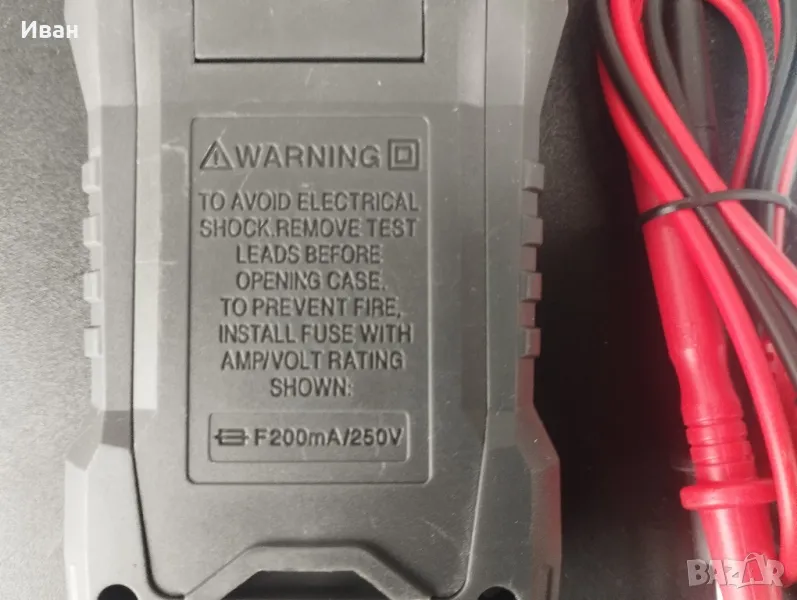 Иван
WARNING
TO AVOID ELECTRICAL
SHOCK.REMOVE TEST
LEADS BEFORE
OPENING CASE.
TO PREVENT FIRE,
INSTALL FUSE WITH
AMP/VOLT RATING
SHOWN:
F200mA/250V
BAZAR